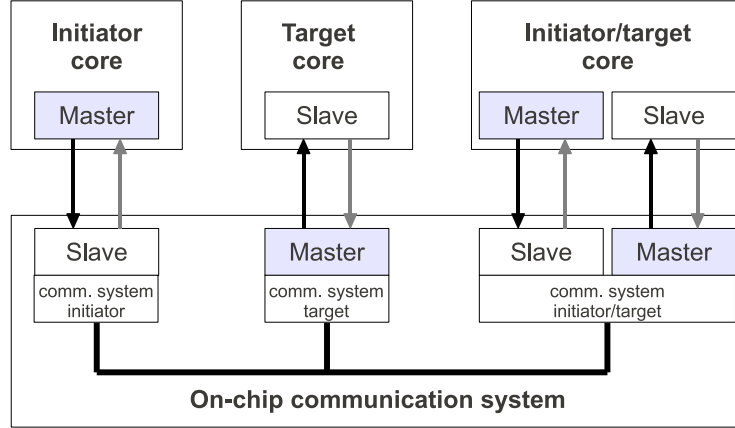 Initiator
core
Master
Target
core
Slave
Initiator/target
core
Master
Slave
Slave
comm. system
initiator
Master
comm. system
target
Slave
Master
comm. system
initiator/target
On-chip communication system